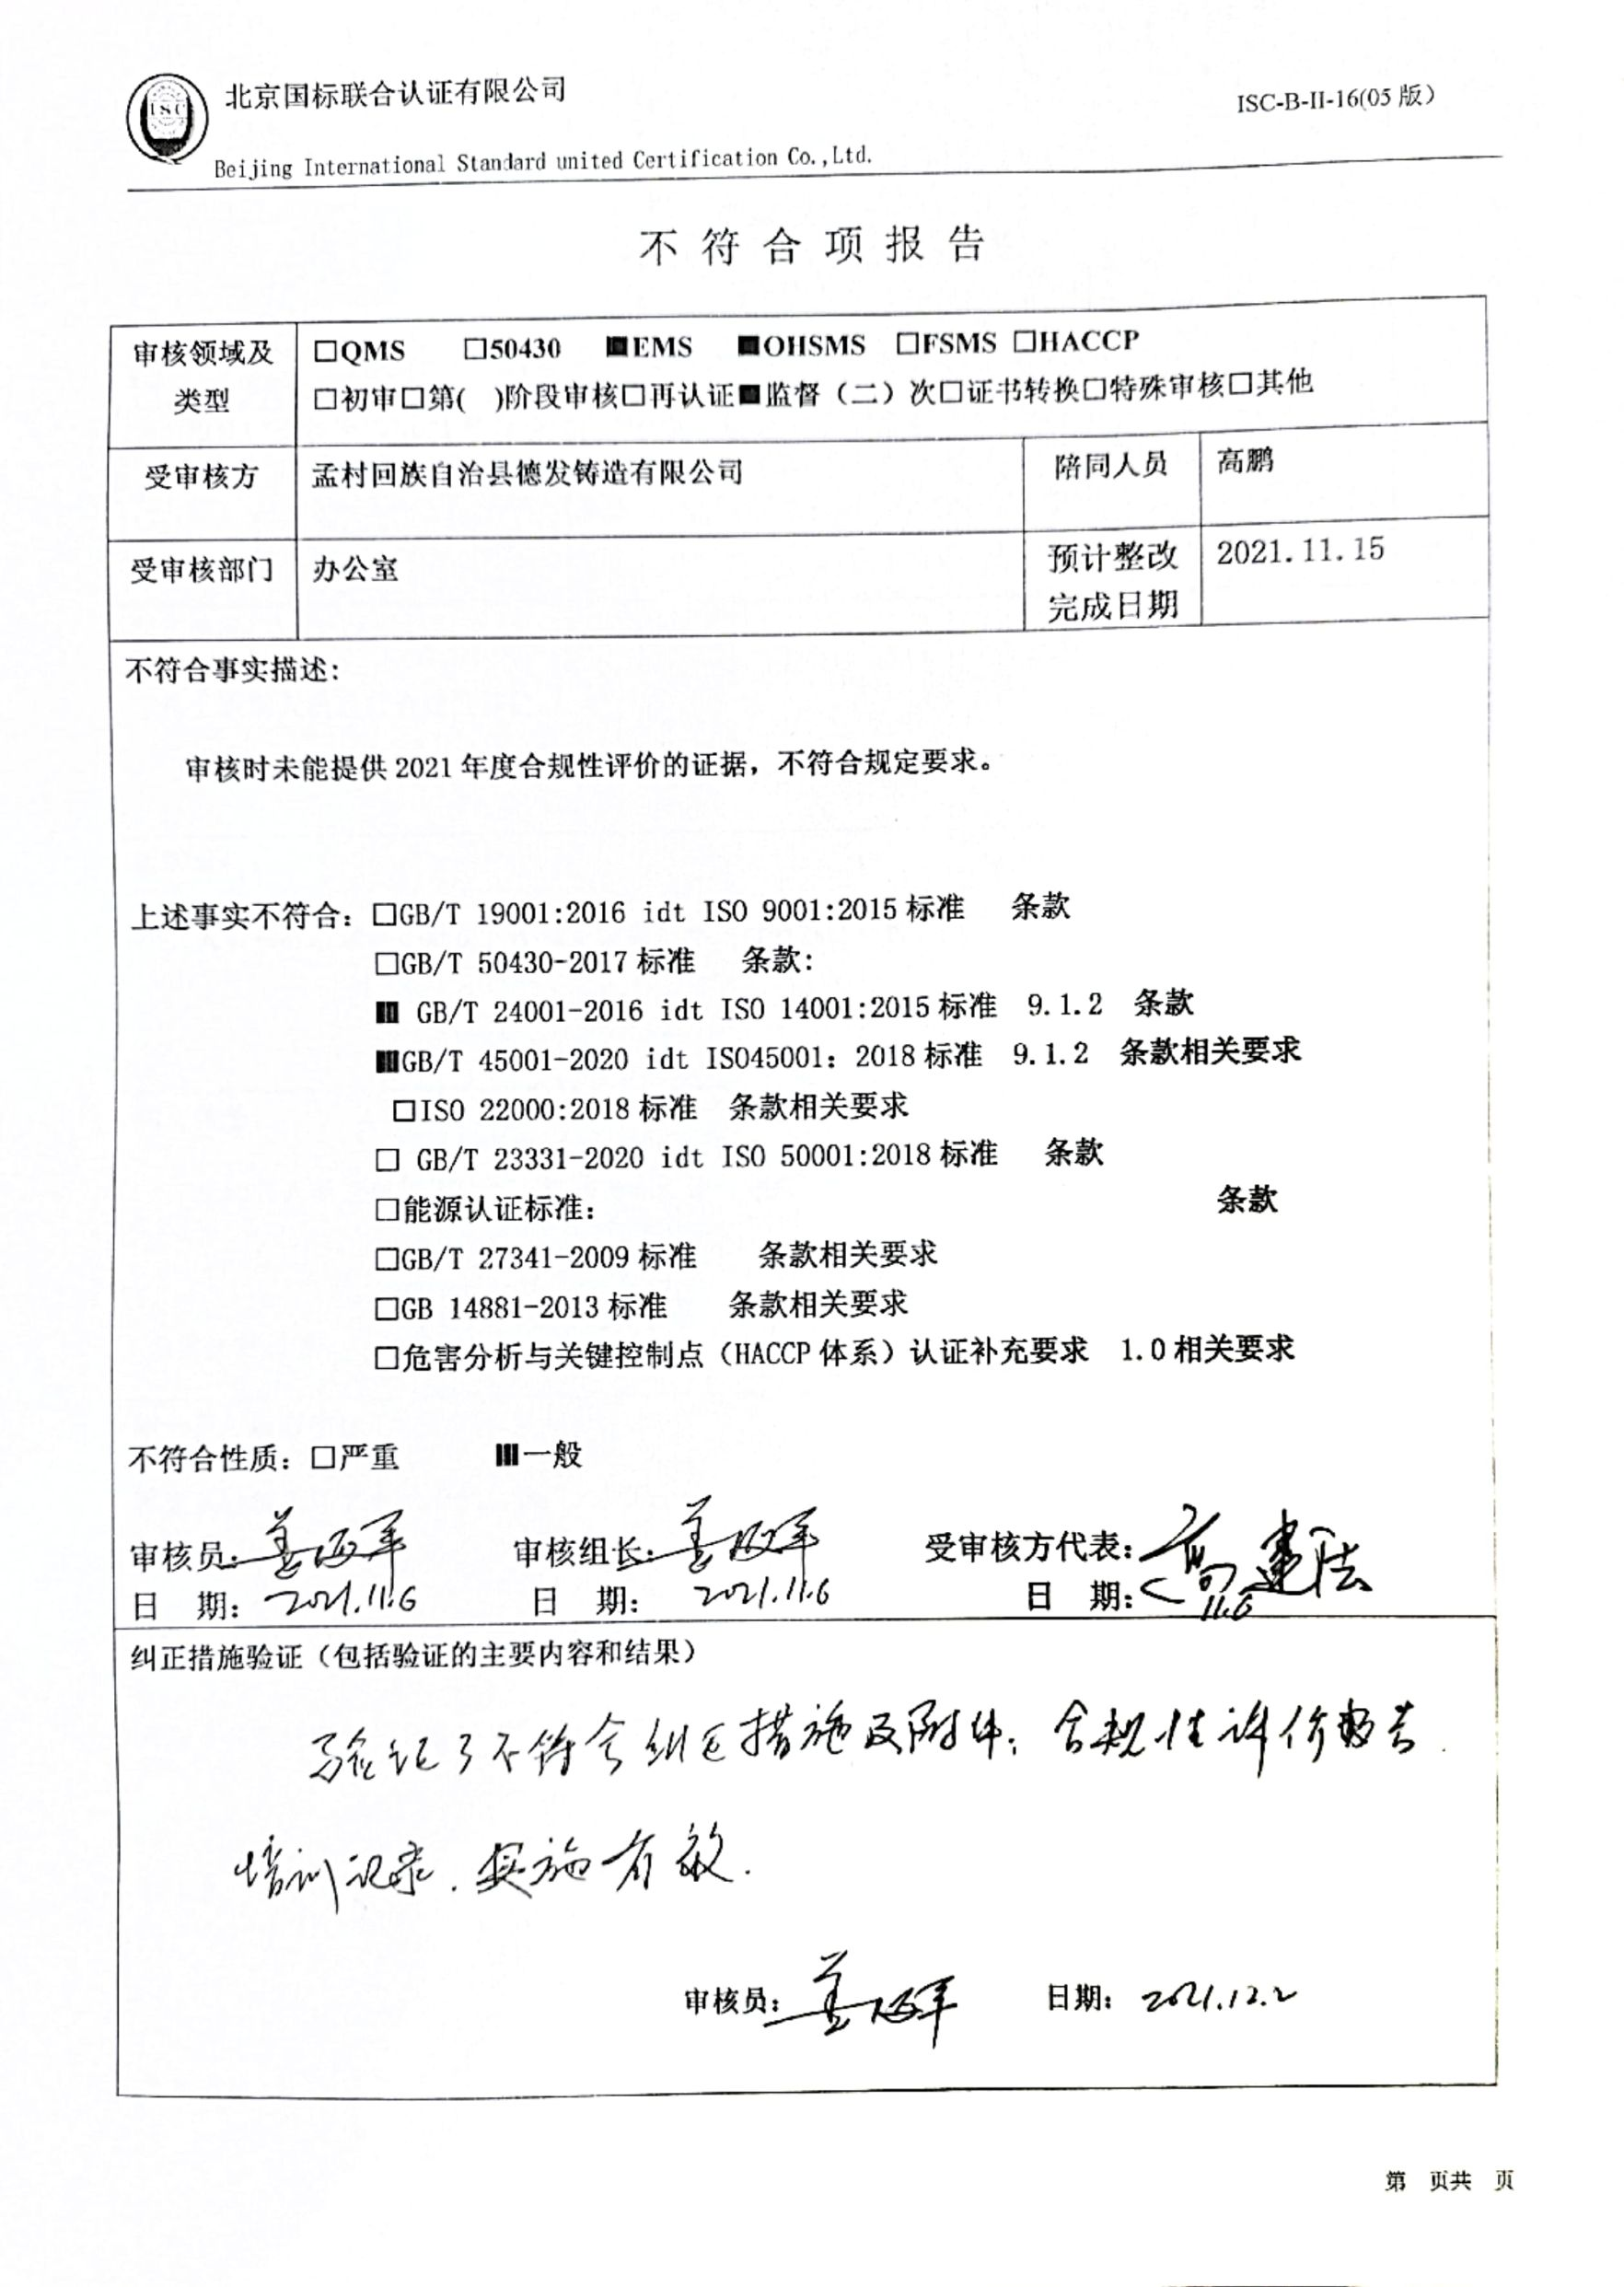 ISC
北京国标联合认证有限公司
ISC-B-II-16(05 版)
Beijing International Standard united Certification Co.,Ltd.
不符合项报告
审核领域及类型
□QMS □50430 ■EMS ■OHSMS □FSMS □HACCP
□初审□第( )阶段审核□再认证■监督（二）次□证书转换□特殊审核□其他
受审核方 孟村回族自治县德发铸造有限公司 陪同人员 高鹏
受审核部门 办公室 预计整改完成日期 2021.11.15
不符合事实描述:
审核时未能提供 2021 年度合规性评价的证据，不符合规定要求。
上述事实不符合: □GB/T 19001:2016 idt ISO 9001:2015 标准 条款
□GB/T 50430-2017 标准 条款:
■ GB/T 24001-2016 idt ISO 14001:2015 标准 9.1.2 条款
■GB/T 45001-2020 idt ISO45001: 2018 标准 9.1.2 条款相关要求
□ISO 22000:2018 标准 条款相关要求
□ GB/T 23331-2020 idt ISO 50001:2018 标准 条款
□能源认证标准: 条款
□GB/T 27341-2009 标准 条款相关要求
□GB 14881-2013 标准 条款相关要求
□危害分析与关键控制点（HACCP 体系）认证补充要求 1.0 相关要求
不符合性质: □严重 ■一般
审核员: 姜海军 审核组长: 姜海军 受审核方代表: 高建法
日 期: 2021.11.6 日 期: 2021.11.6 日 期: 11.6
纠正措施验证（包括验证的主要内容和结果）
验证了不符合纠正措施及附件: 合规性评价报告.
培训记录. 实施有效.
审核员: 姜海军 日期: 2021.12.2
第 页共 页